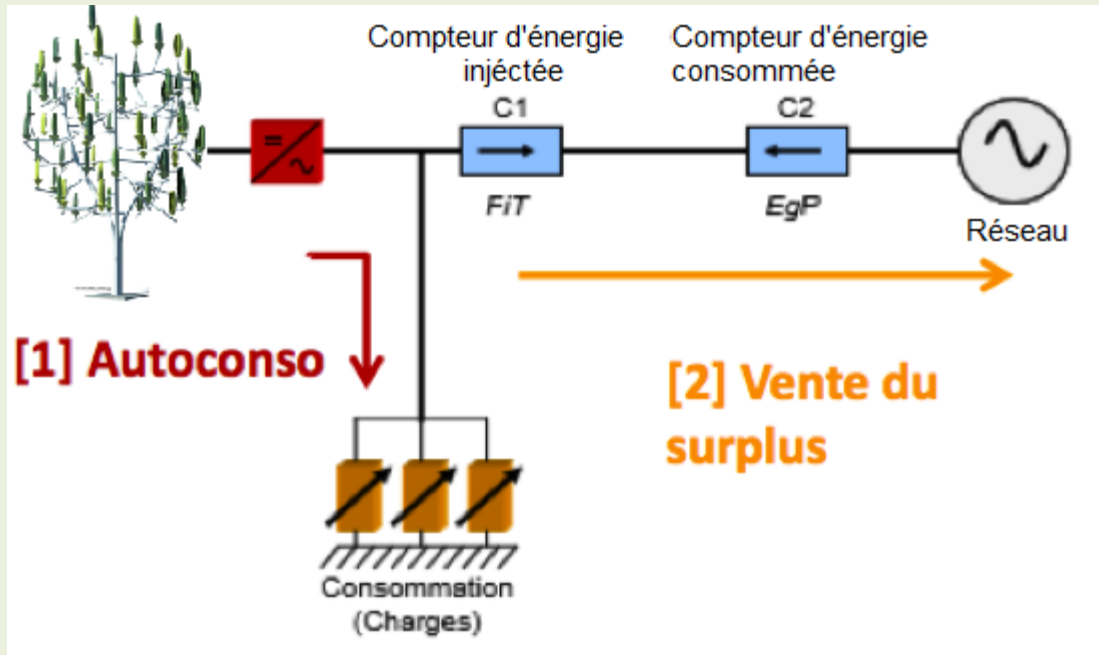 Compteur d'énergie
injéctée
C1
FiT
Compteur d'énergie
consommée
C2
EgP
Réseau
[1] Autoconso
[2] Vente du
surplus
Consommation
(Charges)